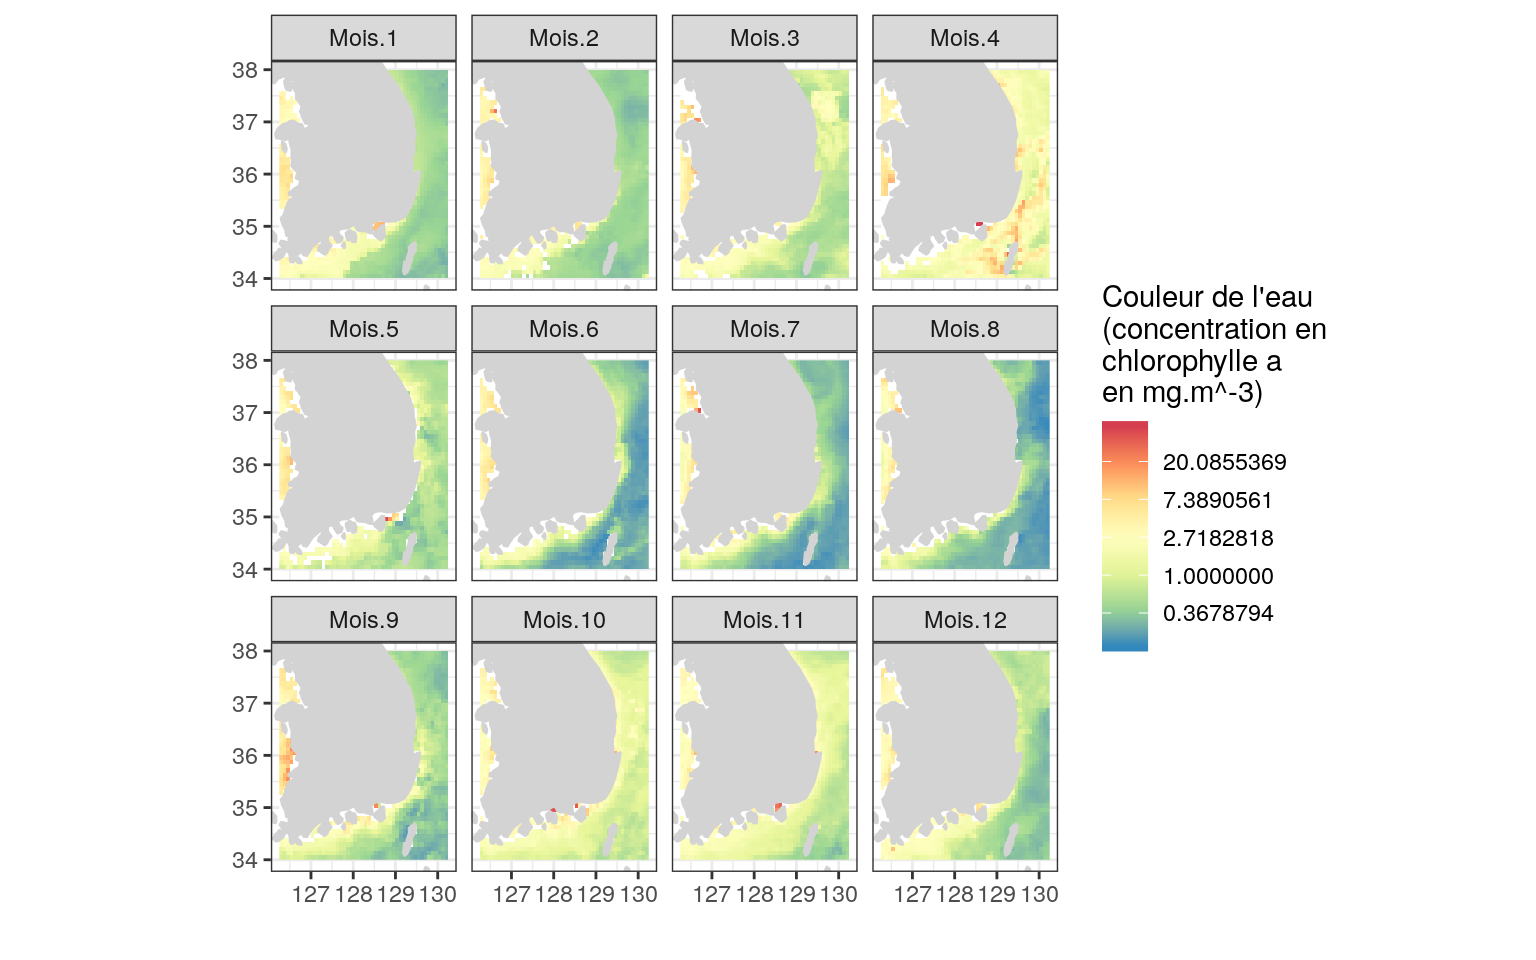 Mois.1 Mois.2 Mois.3 Mois.4
38
37
36
35
34
Mois.5 Mois.6 Mois.7 Mois.8
38
37
36
35
34
Mois.9 Mois.10 Mois.11 Mois.12
38
37
36
35
34
127 128 129 130 127 128 129 130 127 128 129 130 127 128 129 130
Couleur de l'eau
(concentration en
chlorophylle a
en mg.m^-3)
20.0855369
7.3890561
2.7182818
1.0000000
0.3678794